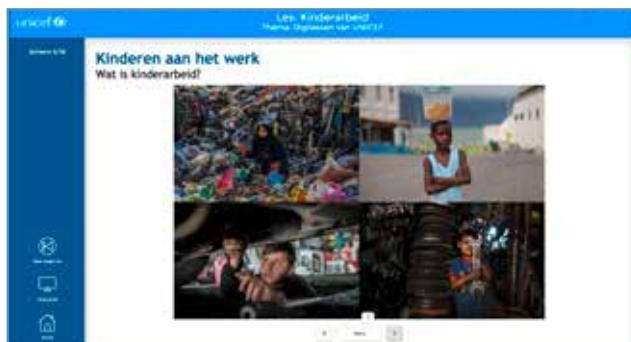 unicef
Les: Kinderarbeid
Thema: Digilessen van UNICEF
Kinderen aan het werk
Wat is kinderarbeid?